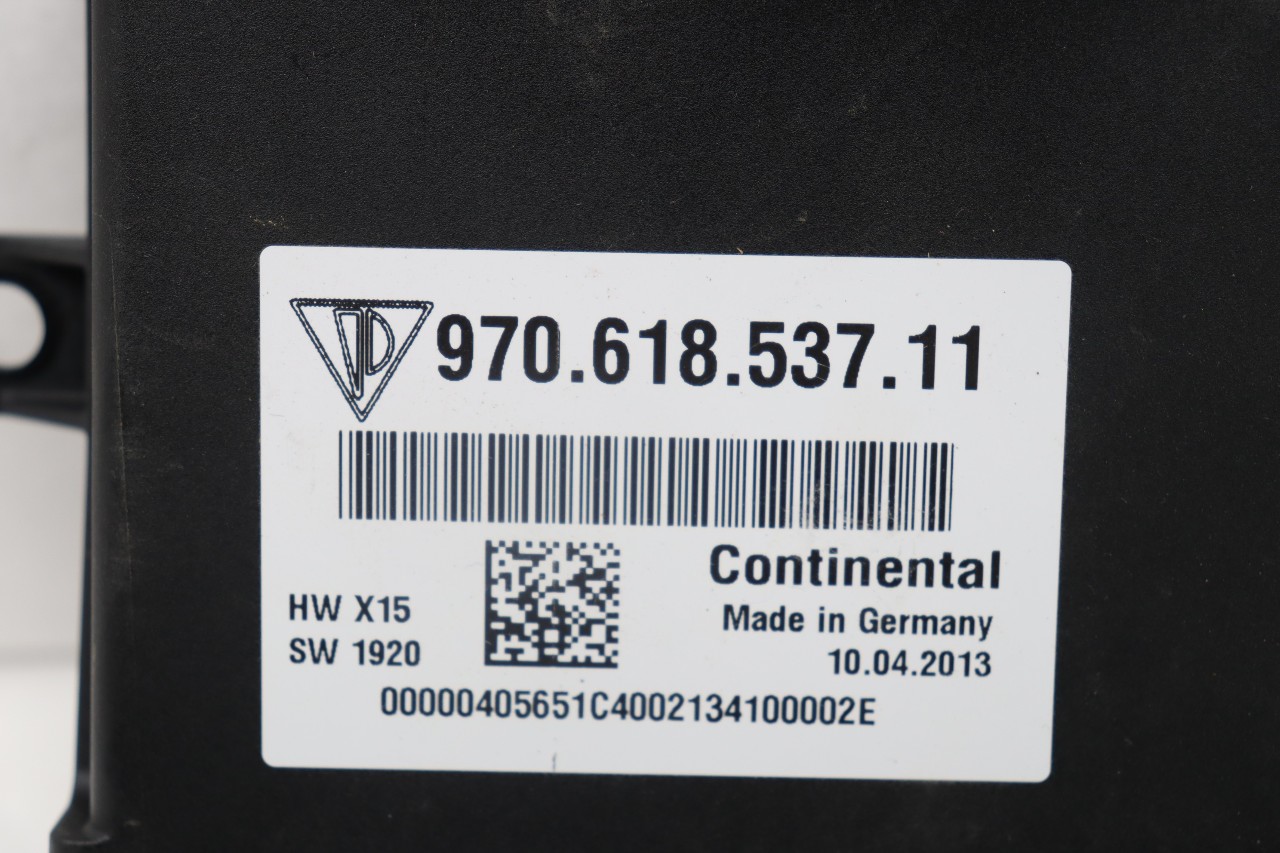 970.618.537.11
Continental
HW X15
Made in Germany
SW 1920
10.04.2013
00000405651C4002134100002E